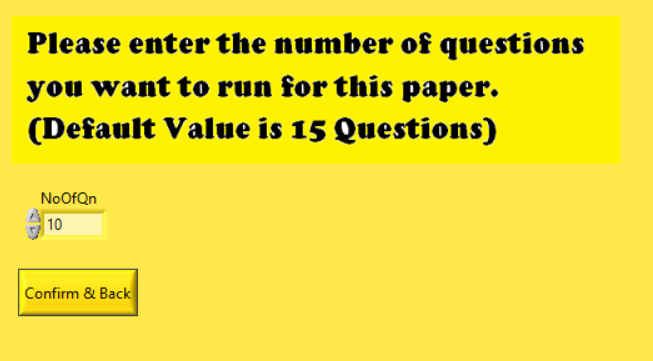 Please enter the number of questions
you want to run for this paper.
(Default Value is 15 Questions)
NoOfQn
10
Confirm & Back